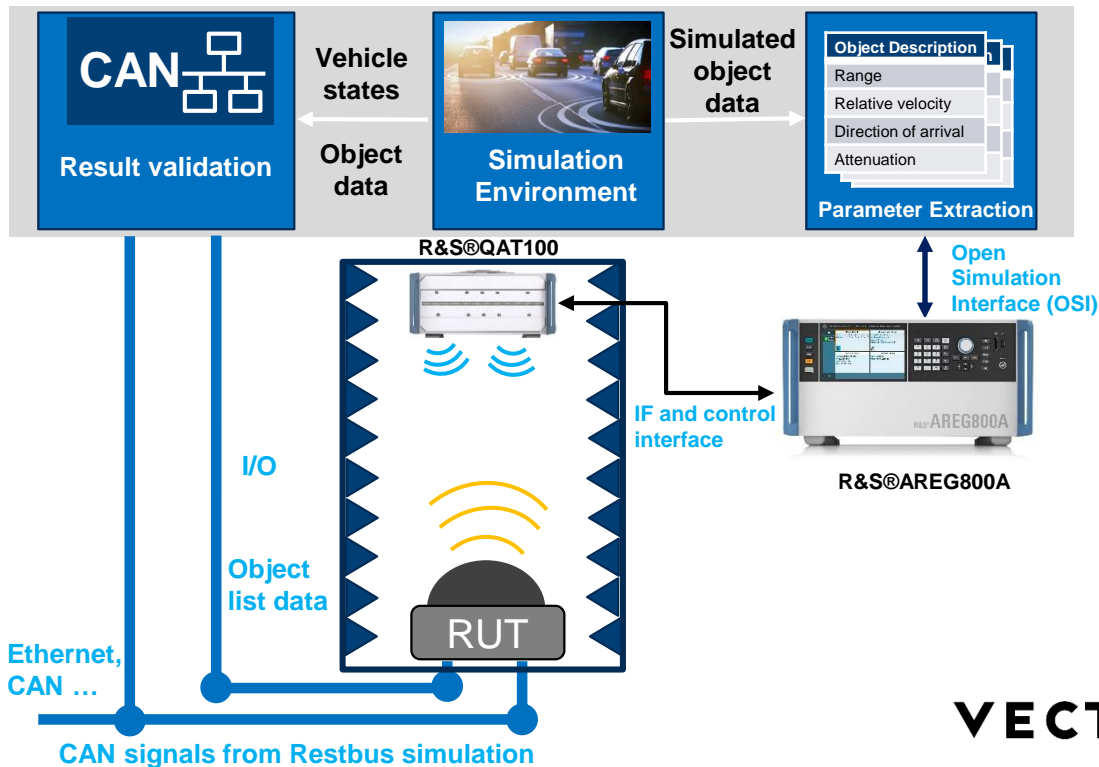 CAN
Result validation
Vehicle
states
Object
data
Simulation
Environment
Simulated
object
data
Object Description
Range
Relative velocity
Direction of arrival
Attenuation
Parameter Extraction
R&S®QAT100
Open
Simulation
Interface (OSI)
IF and control
interface
R&S®AREG800A
R&S®AREG800A
I/O
Object
list data
RUT
Ethernet,
CAN …
CAN signals from Restbus simulation
VECT